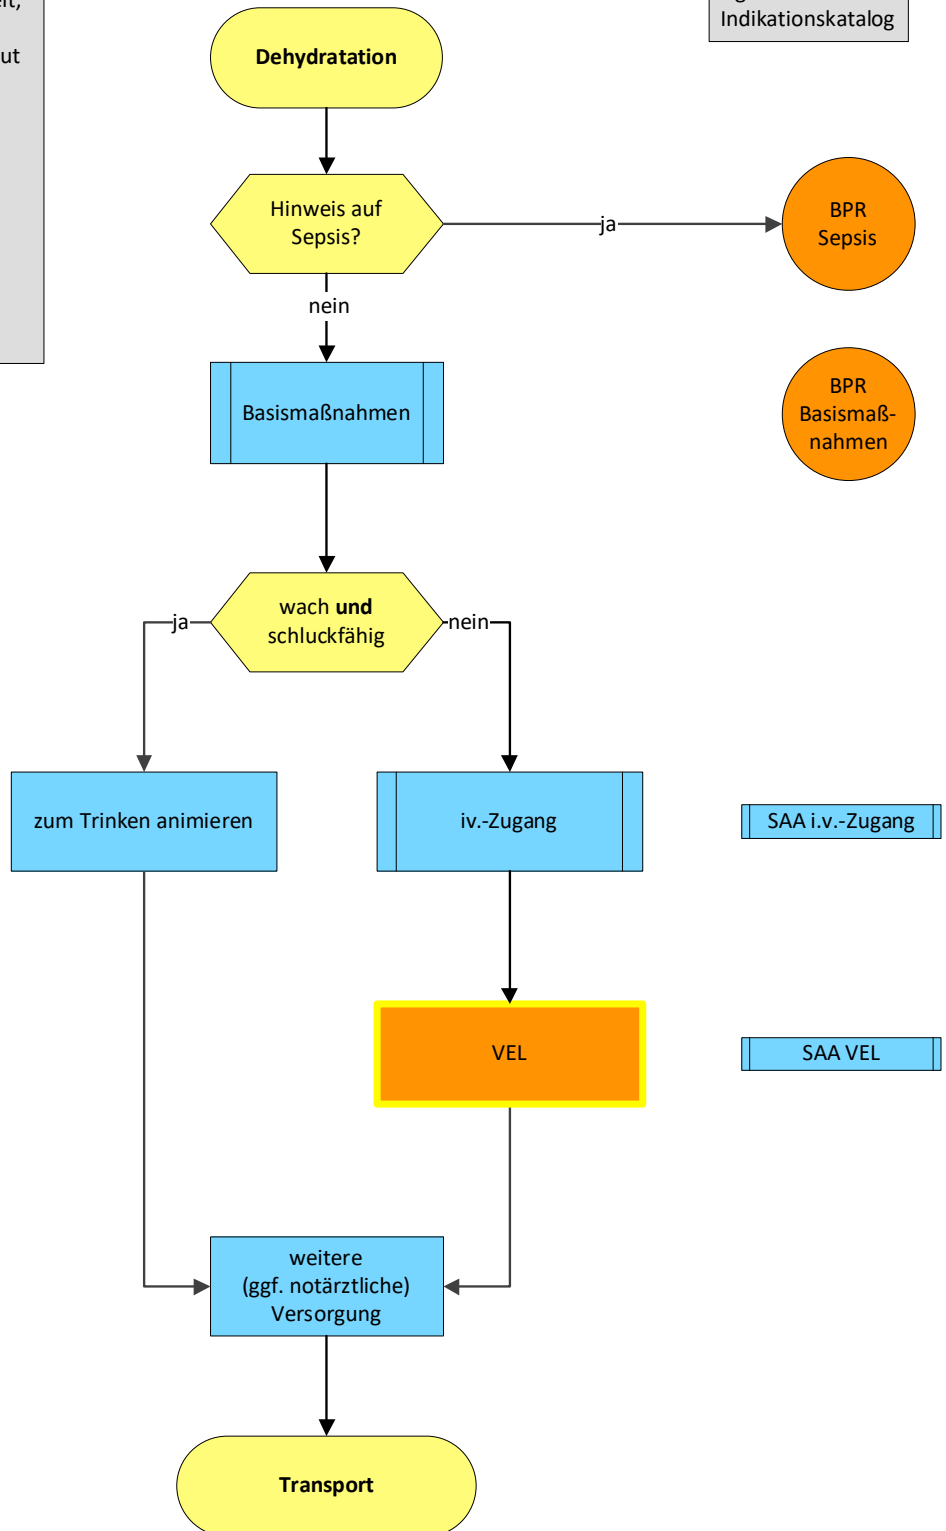 ut
Indikationskatalog
Dehydratation
Hinweis auf
Sepsis?
ja
BPR
Sepsis
nein
Basismaßnahmen
BPR
Basismaß-
nahmen
wach und
schluckfähig
ja
nein
zum Trinken animieren
iv.-Zugang
SAA i.v.-Zugang
VEL
SAA VEL
weitere
(ggf. notärztliche)
Versorgung
Transport